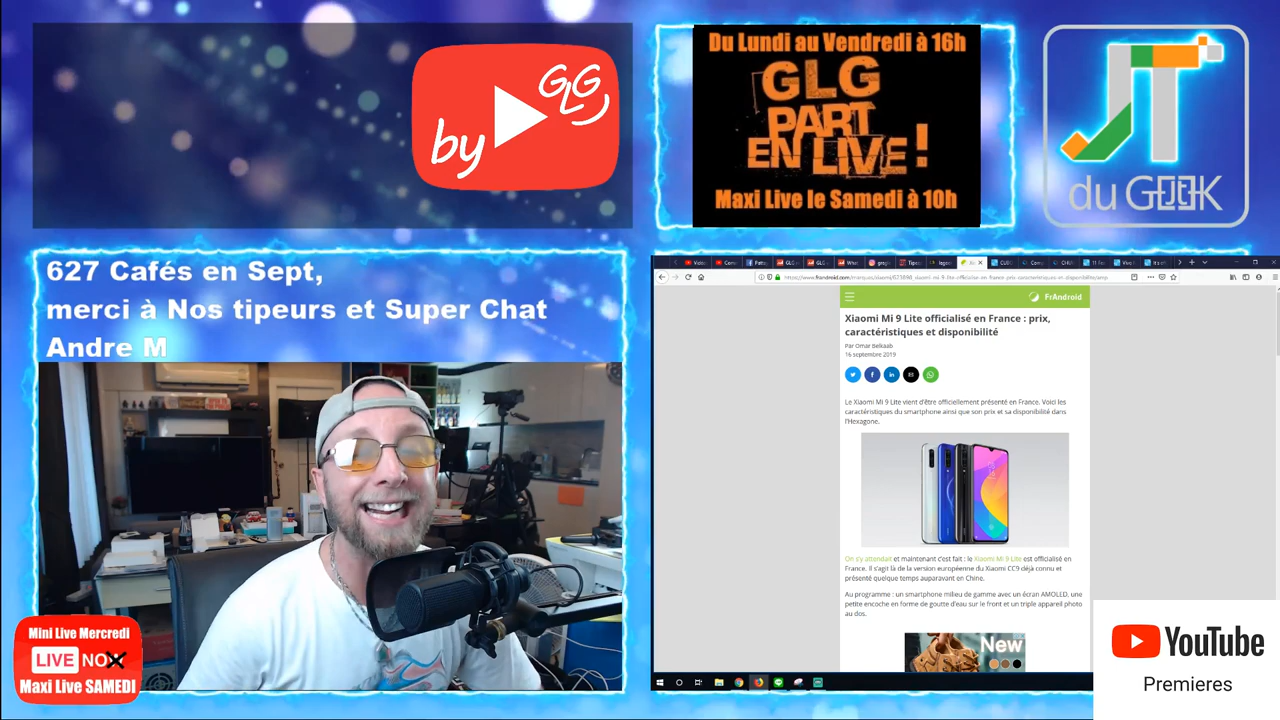 by GLG
Du Lundi au Vendredi à 16h
GLG
PART
EN LIVE !
Maxi Live le Samedi à 10h
JT
du GEEK
627 Cafés en Sept,
merci à Nos tipeurs et Super Chat
Andre M
Mini Live Mercredi
LIVE NOW
Maxi Live SAMEDI
FrAndroid
Xiaomi Mi 9 Lite officialisé en France : prix,
caractéristiques et disponibilité
Par Omar Belkaab
16 septembre 2019
Le Xiaomi Mi 9 Lite vient d'être officiellement présenté en France. Voici les
caractéristiques du smartphone ainsi que son prix et sa disponibilité dans
l'Hexagone.
On s'y attendait et maintenant c'est fait : le Xiaomi Mi 9 Lite est officialisé en
France. Il s'agit là de la version européenne du Xiaomi CC9 déjà connu et
présenté quelque temps auparavant en Chine.
Au programme : un smartphone milieu de gamme avec un écran AMOLED, une
petite encoche en forme de goutte d'eau sur le front et un triple appareil photo
au dos.
New
YouTube
Premieres